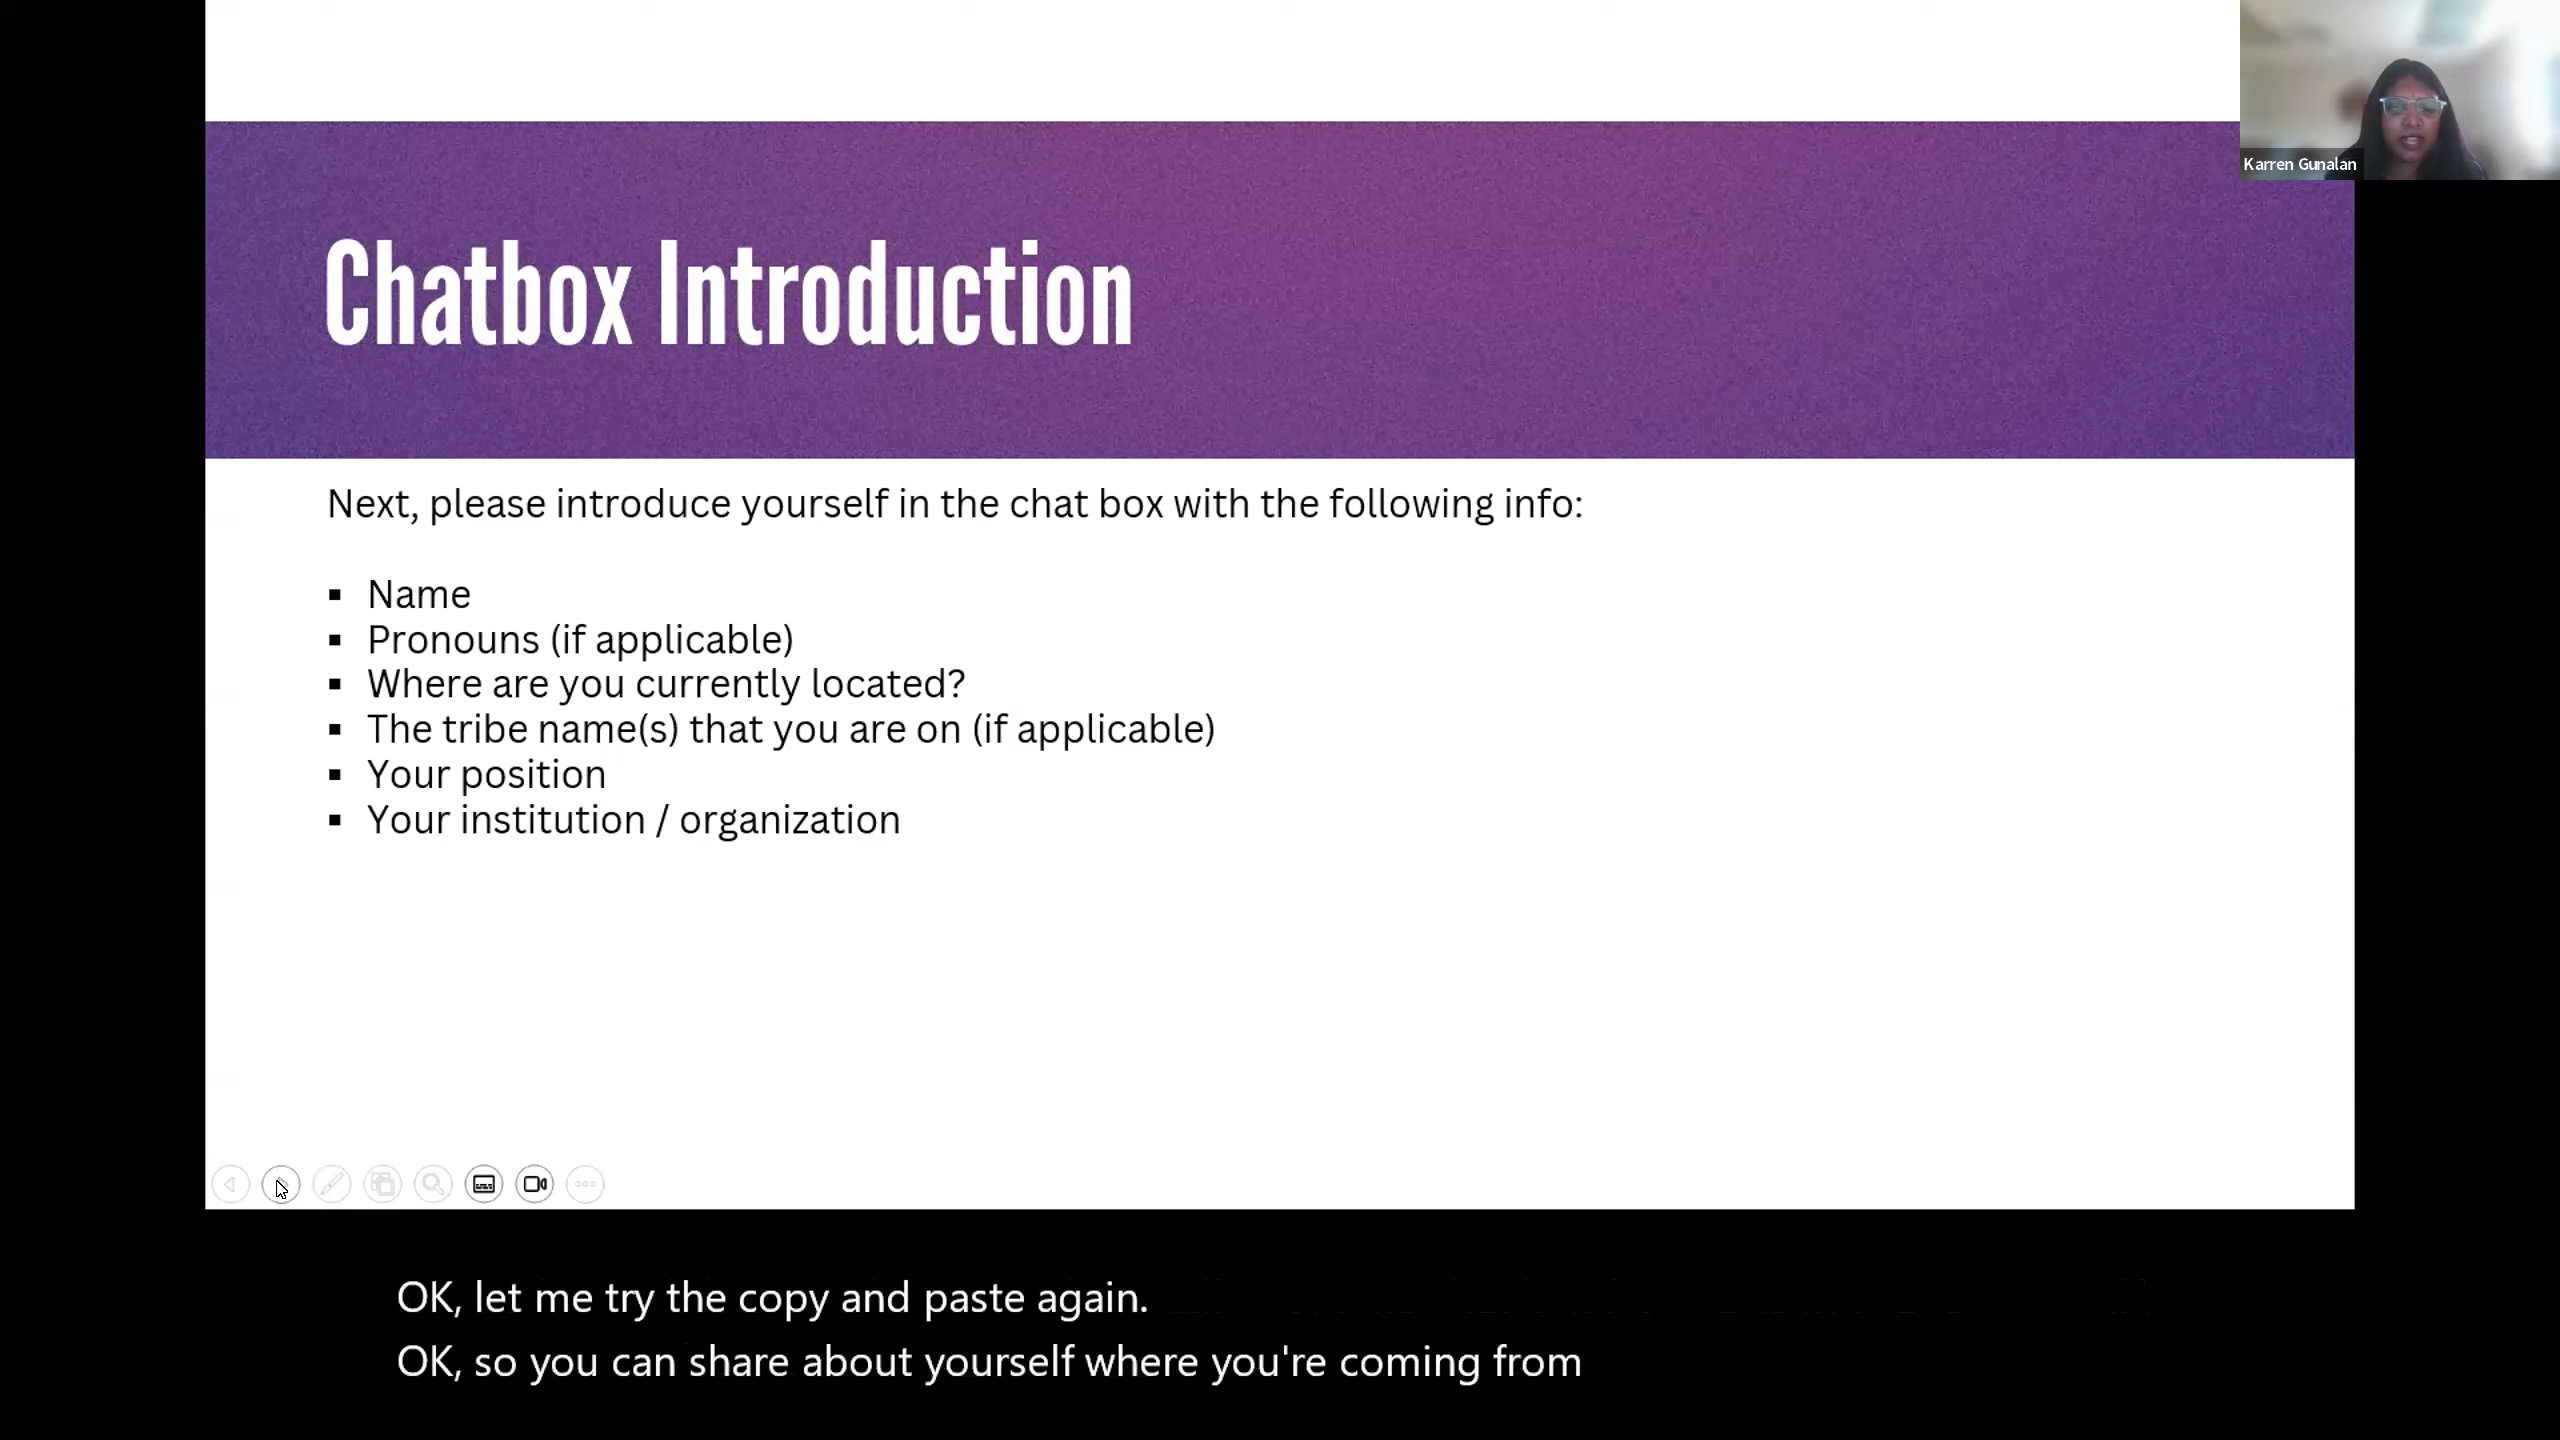 Karren Gunalan
Chatbox Introduction
Next, please introduce yourself in the chat box with the following info:
▪ Name
▪ Pronouns (if applicable)
▪ Where are you currently located?
▪ The tribe name(s) that you are on (if applicable)
▪ Your position
▪ Your institution / organization
OK, let me try the copy and paste again.
OK, so you can share about yourself where you're coming from